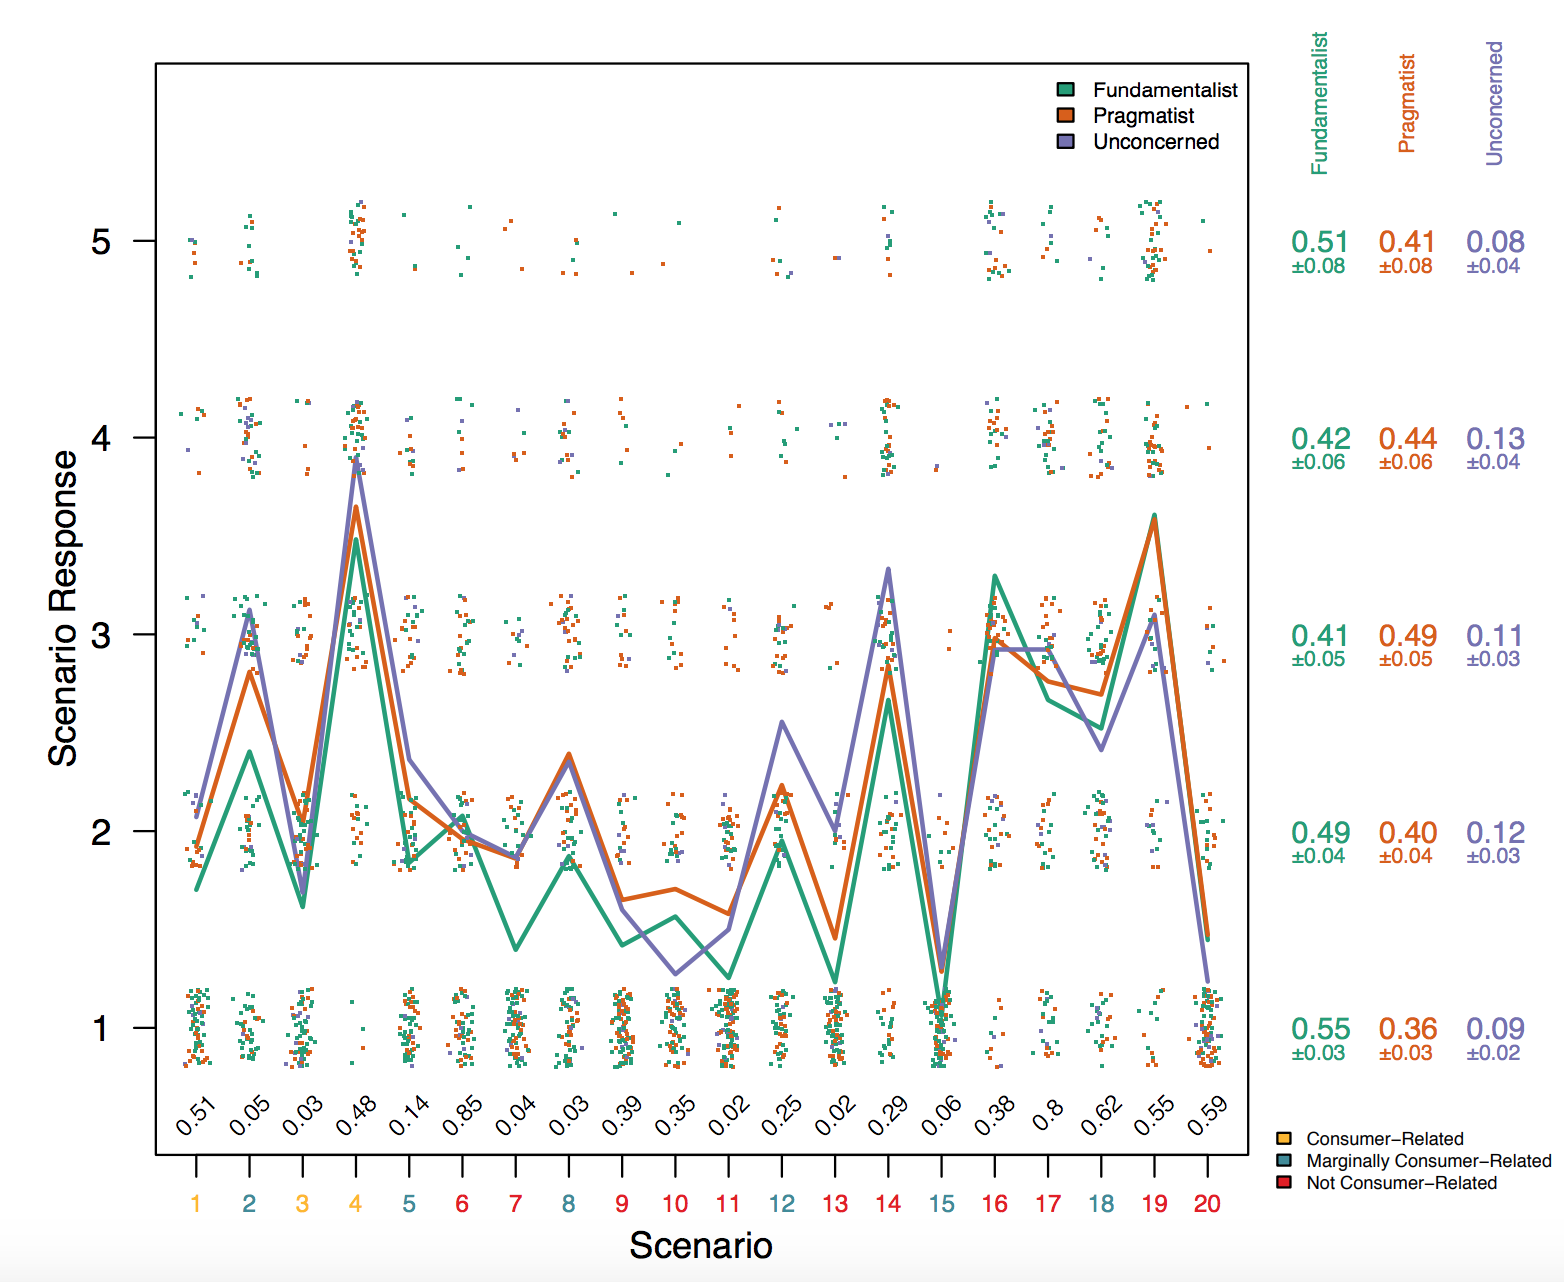 Fundamentalist
Pragmatist
Unconcerned
Fundamentalist
Pragmatist
Unconcerned
5
0.51 0.41 0.08
±0.08 ±0.08 ±0.04
4
0.42 0.44 0.13
±0.06 ±0.06 ±0.04
Scenario Response
3
0.41 0.49 0.11
±0.05 ±0.05 ±0.03
2
0.49 0.40 0.12
±0.04 ±0.04 ±0.03
1
0.55 0.36 0.09
±0.03 ±0.03 ±0.02
0.51 0.05 0.03 0.48 0.14 0.85 0.04 0.03 0.39 0.35 0.02 0.25 0.02 0.29 0.06 0.38 0.8 0.62 0.55 0.59
Consumer−Related
Marginally Consumer−Related
Not Consumer−Related
1 2 3 4 5 6 7 8 9 10 11 12 13 14 15 16 17 18 19 20
Scenario